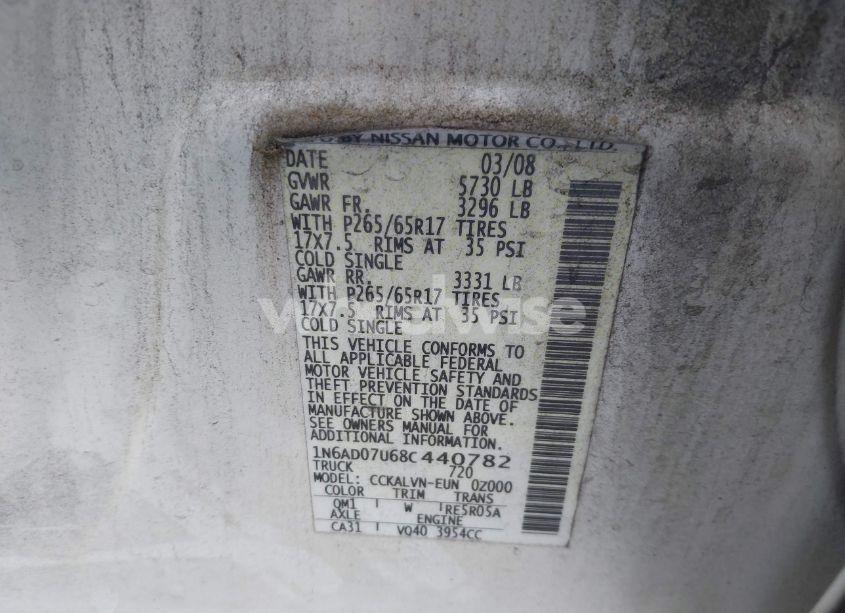 BY NISSAN MOTOR CO., LTD.
DATE 03/08
GVWR 5730 LB
GAWR FR. 3296 LB
WITH P265/65R17 TIRES
17X7.5 RIMS AT 35 PSI
COLD SINGLE
GAWR RR. 3331 LB
WITH P265/65R17 TIRES
17X7.5 RIMS AT 35 PSI
COLD SINGLE
THIS VEHICLE CONFORMS TO
ALL APPLICABLE FEDERAL
MOTOR VEHICLE SAFETY AND
THEFT PREVENTION STANDARDS
IN EFFECT ON THE DATE OF
MANUFACTURE SHOWN ABOVE.
SEE OWNERS MANUAL FOR
ADDITIONAL INFORMATION.
1N6AD07U68C440782
TRUCK 720
MODEL: CCKALVN-EUN 0Z000
COLOR TRIM TRANS
QM1 W RE5R05A
AXLE ENGINE
CA31 VQ40 3954CC